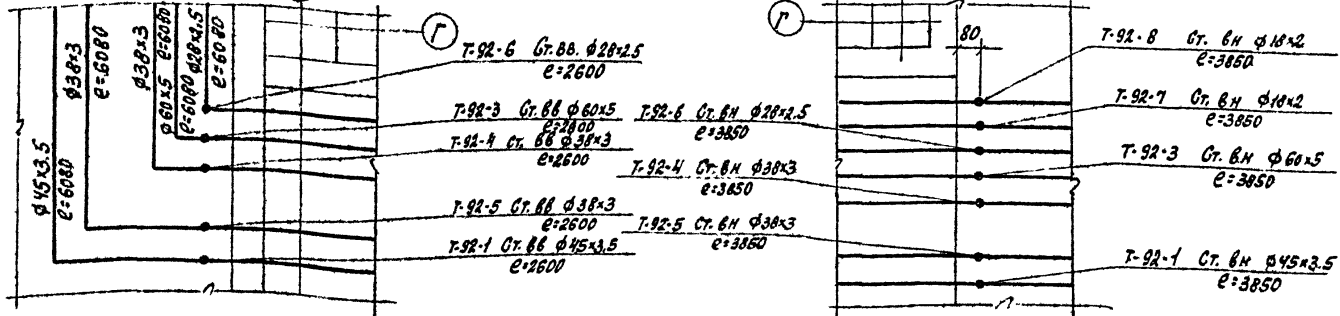 ф45х3.5
е=6080
ф38х3
е=6080
ф38х3
ф60х5
е=6080
е=6080
ф28х2.5
е=6080
Г
Т-92-6 Ст. вв. ф28х2.5
е=2600
Т-92-3 Ст. вв ф60х5
е=2600
Т-92-4 Ст. вв ф38х3
е=2600
Т-92-5 Ст. вв ф38х3
е=2600
Т-92-1 Ст. вв ф45х3.5
е=2600
Г
80
Т-92-6 Ст. вн ф28х2.5
е=3850
Т-92-4 Ст. вн ф38х3
е=3850
Т-92-5 Ст. вн ф38х3
е=3850
Т-92-8 Ст. вн ф18х2
е=3850
Т-92-7 Ст. вн ф18х2
е=3850
Т-92-3 Ст. вн ф60х5
е=3850
Т-92-1 Ст. вн ф45х3.5
е=3850